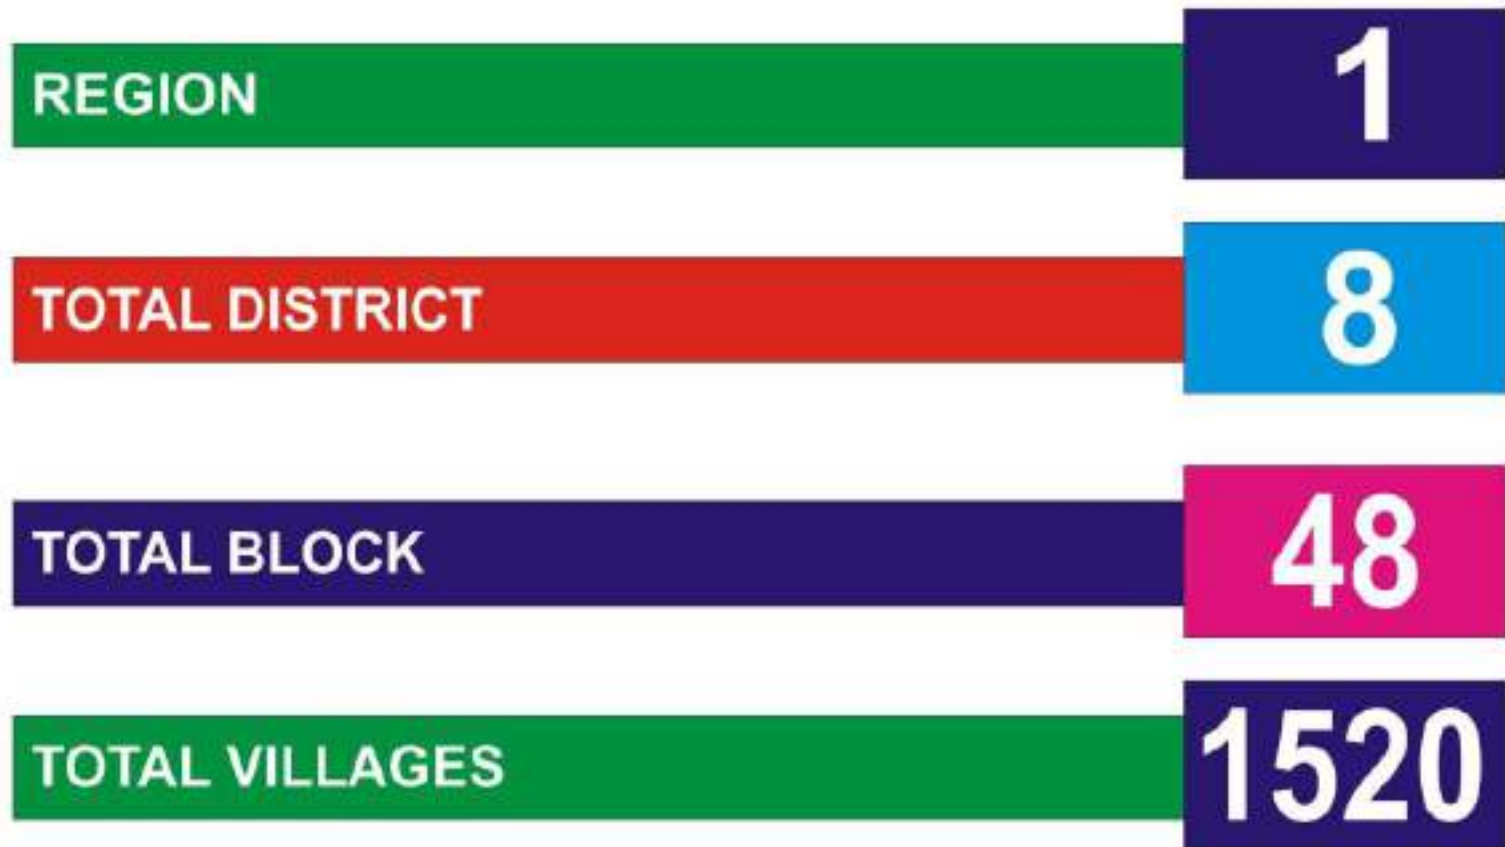 REGION 1
TOTAL DISTRICT 8
TOTAL BLOCK 48
TOTAL VILLAGES 1520